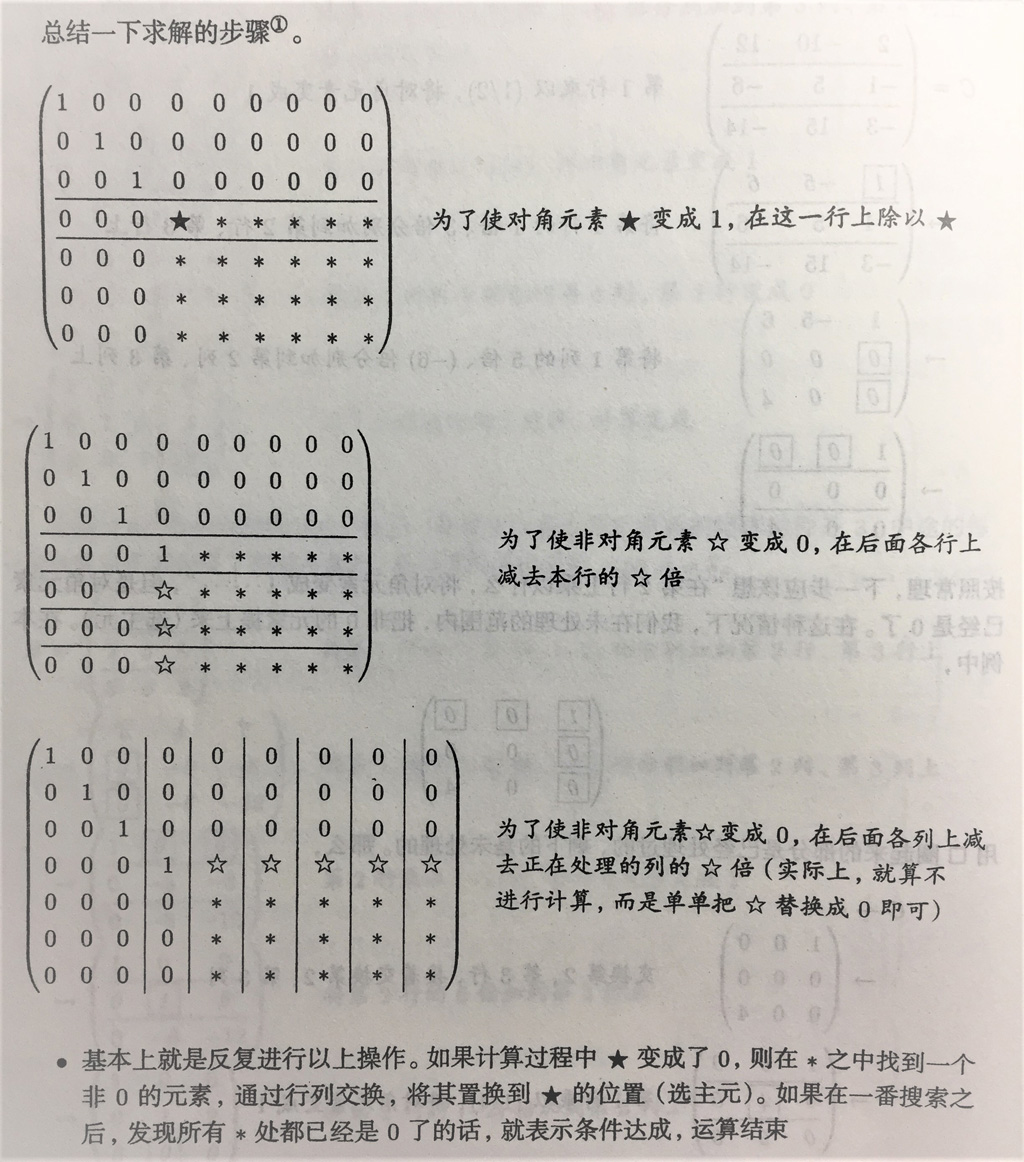 总结一下求解的步骤①。
1 0 0 0 0 0 0 0 0
0 1 0 0 0 0 0 0 0
0 0 1 0 0 0 0 0 0
0 0 0 ★ * * * * *
为了使对角元素 ★ 变成 1，在这一行上除以 ★
0 0 0 * * * * * *
0 0 0 * * * * * *
0 0 0 * * * * * *
1 0 0 0 0 0 0 0 0
0 1 0 0 0 0 0 0 0
0 0 1 0 0 0 0 0 0
0 0 0 1 * * * * *
0 0 0 ☆ * * * * *
0 0 0 ☆ * * * * *
0 0 0 ☆ * * * * *
为了使非对角元素 ☆ 变成 0，在后面各行上
减去本行的 ☆ 倍
1 0 0 0 0 0 0 0 0
0 1 0 0 0 0 0 0 0
0 0 1 0 0 0 0 0 0
0 0 0 1 ☆ ☆ ☆ ☆ ☆
0 0 0 0 * * * * *
0 0 0 0 * * * * *
0 0 0 0 * * * * *
为了使非对角元素☆变成 0，在后面各列上减
去正在处理的列的 ☆ 倍（实际上，就算不
进行计算，而是单单把 ☆ 替换成 0 即可）
• 基本上就是反复进行以上操作。如果计算过程中 ★ 变成了 0，则在 * 之中找到一个
非 0 的元素，通过行列交换，将其置换到 ★ 的位置（选主元）。如果在一番搜索之
后，发现所有 * 处都已经是 0 了的话，就表示条件达成，运算结束